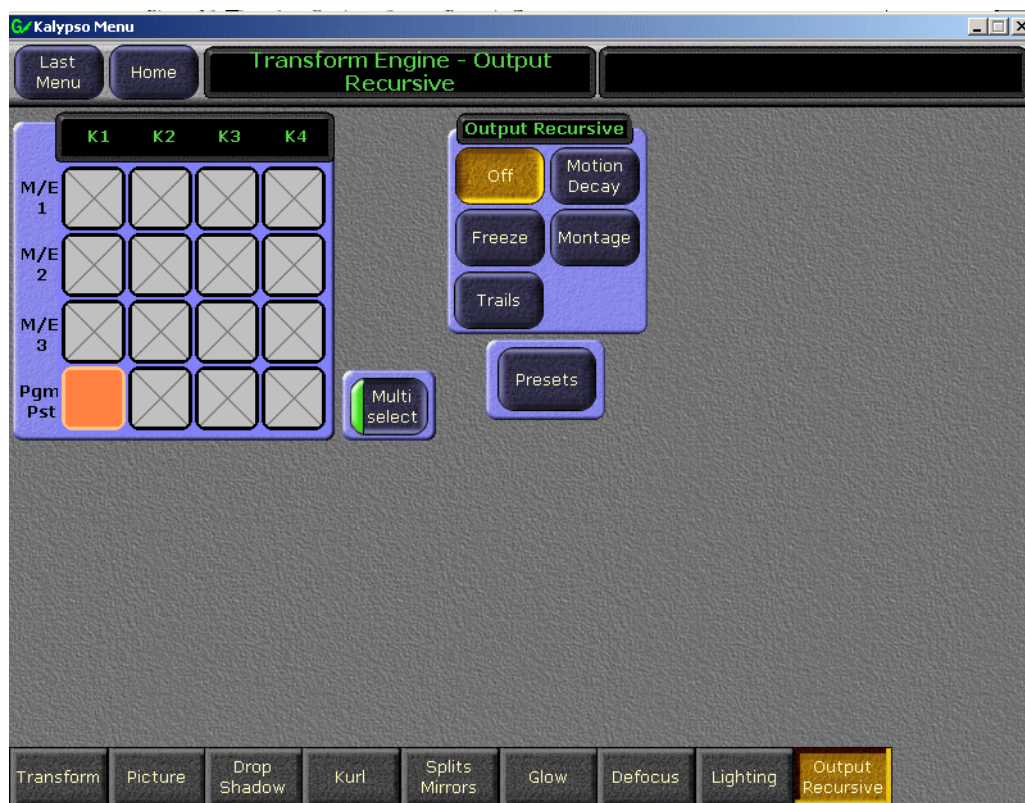 Kalypso Menu
Last
Menu
Home
Transform Engine - Output
Recursive
K1 K2 K3 K4
M/E
1
M/E
2
M/E
3
Pgm
Pst
Multi
select
Output Recursive
Off
Motion
Decay
Freeze
Montage
Trails
Presets
Transform
Picture
Drop
Shadow
Kurl
Splits
Mirrors
Glow
Defocus
Lighting
Output
Recursive